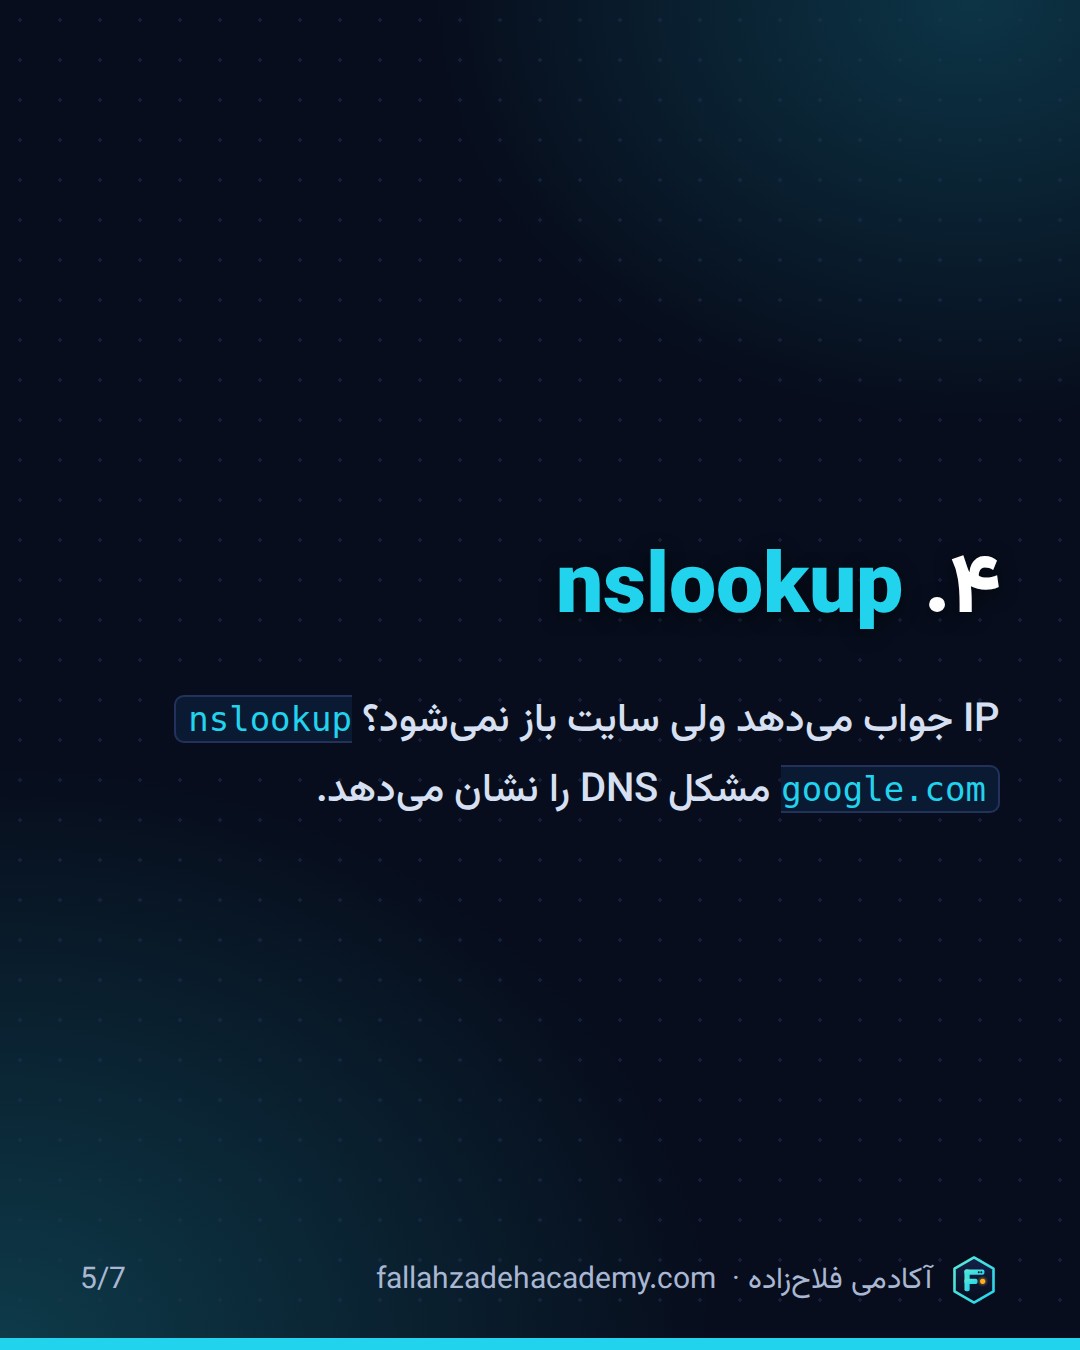 ۴. nslookup
IP جواب می‌دهد ولی سایت باز نمی‌شود؟ nslookup
google.com مشکل DNS را نشان می‌دهد.
آکادمی فلاح‌زاده · fallahzadehacademy.com
5/7